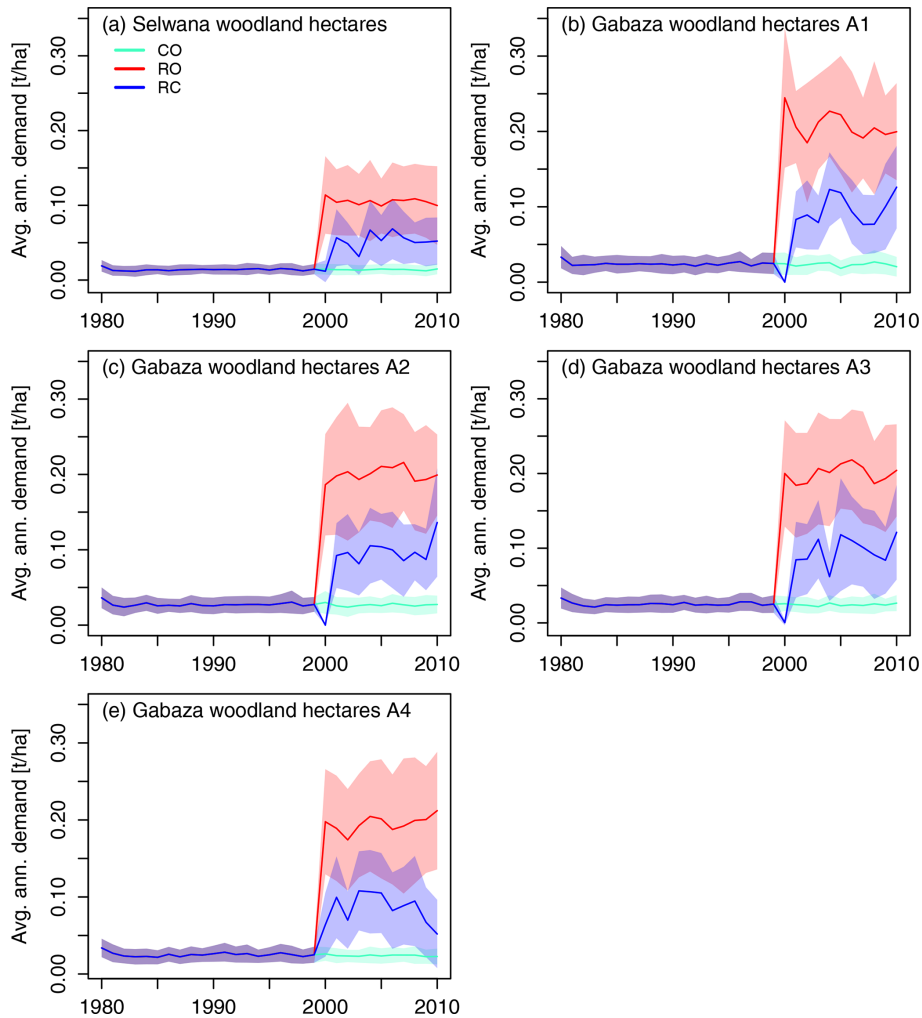 (a) Selwana woodland hectares
CO
RO
RC
Avg. ann. demand [t/ha]
0.00 0.10 0.20 0.30
1980 1990 2000 2010
(b) Gabaza woodland hectares A1
Avg. ann. demand [t/ha]
0.00 0.10 0.20 0.30
1980 1990 2000 2010
(c) Gabaza woodland hectares A2
Avg. ann. demand [t/ha]
0.00 0.10 0.20 0.30
1980 1990 2000 2010
(d) Gabaza woodland hectares A3
Avg. ann. demand [t/ha]
0.00 0.10 0.20 0.30
1980 1990 2000 2010
(e) Gabaza woodland hectares A4
Avg. ann. demand [t/ha]
0.00 0.10 0.20 0.30
1980 1990 2000 2010